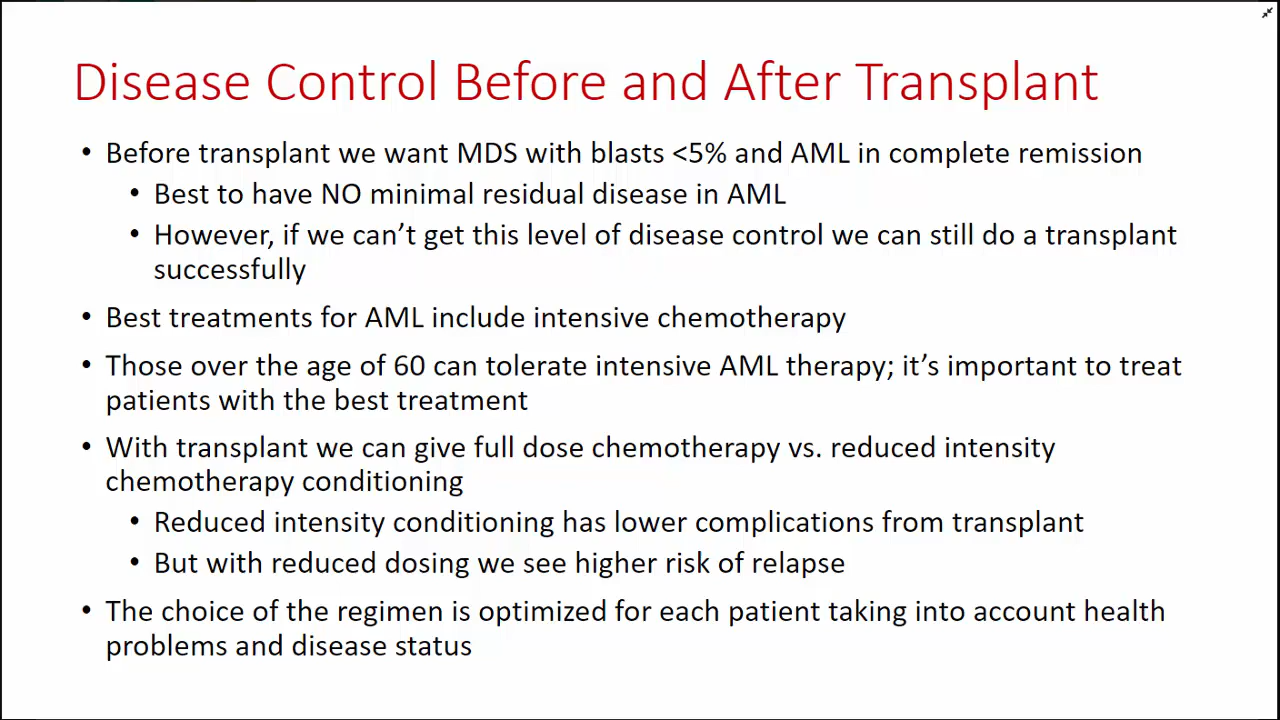 Disease Control Before and After Transplant
• Before transplant we want MDS with blasts <5% and AML in complete remission
• Best to have NO minimal residual disease in AML
• However, if we can’t get this level of disease control we can still do a transplant
successfully
• Best treatments for AML include intensive chemotherapy
• Those over the age of 60 can tolerate intensive AML therapy; it’s important to treat
patients with the best treatment
• With transplant we can give full dose chemotherapy vs. reduced intensity
chemotherapy conditioning
• Reduced intensity conditioning has lower complications from transplant
• But with reduced dosing we see higher risk of relapse
• The choice of the regimen is optimized for each patient taking into account health
problems and disease status